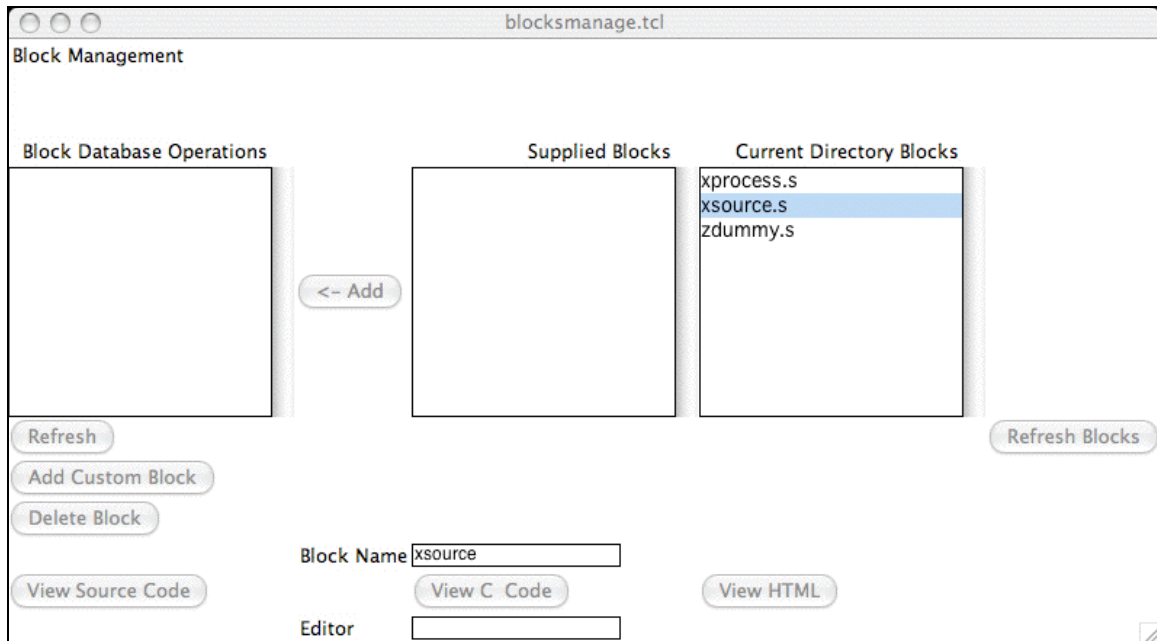 blocksmanage.tcl
Block Management
Block Database Operations
Supplied Blocks
Current Directory Blocks
xprocess.s
xsource.s
zdummy.s
<- Add
Refresh
Refresh Blocks
Add Custom Block
Delete Block
Block Name xsource
View Source Code
View C  Code
View HTML
Editor